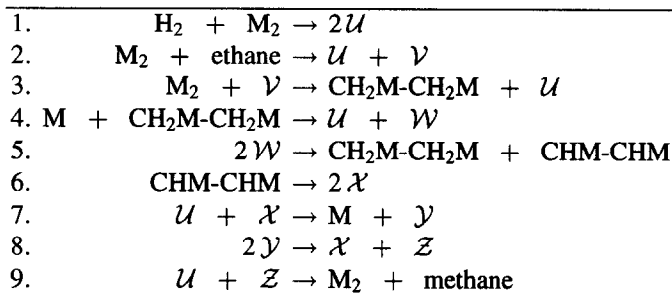 1. H₂ + M₂ → 2𝒰
2. M₂ + ethane → 𝒰 + 𝒱
3. M₂ + 𝒱 → CH₂M-CH₂M + 𝒰
4. M + CH₂M-CH₂M → 𝒰 + 𝒲
5. 2𝒲 → CH₂M-CH₂M + CHM-CHM
6. CHM-CHM → 2𝒳
7. 𝒰 + 𝒳 → M + 𝒴
8. 2𝒴 → 𝒳 + 𝒵
9. 𝒰 + 𝒵 → M₂ + methane